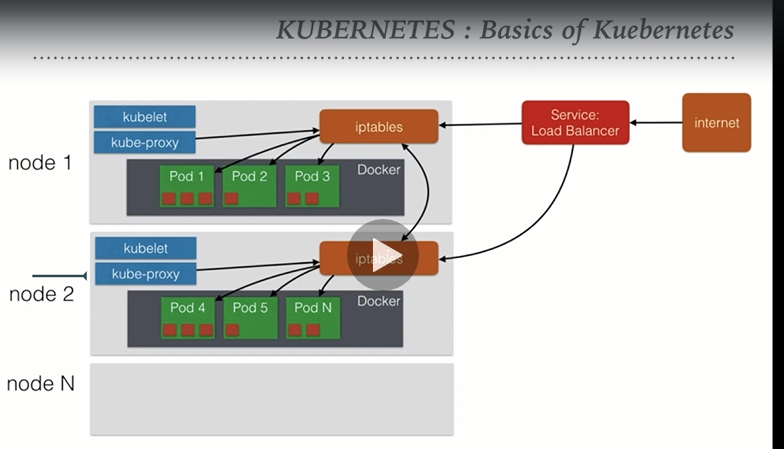 KUBERNETES : Basics of Kuebernetes
node 1
kubelet
kube-proxy
iptables
Service:
Load Balancer
internet
Docker
Pod 1
Pod 2
Pod 3
node 2
kubelet
kube-proxy
iptables
Docker
Pod 4
Pod 5
Pod N
node N